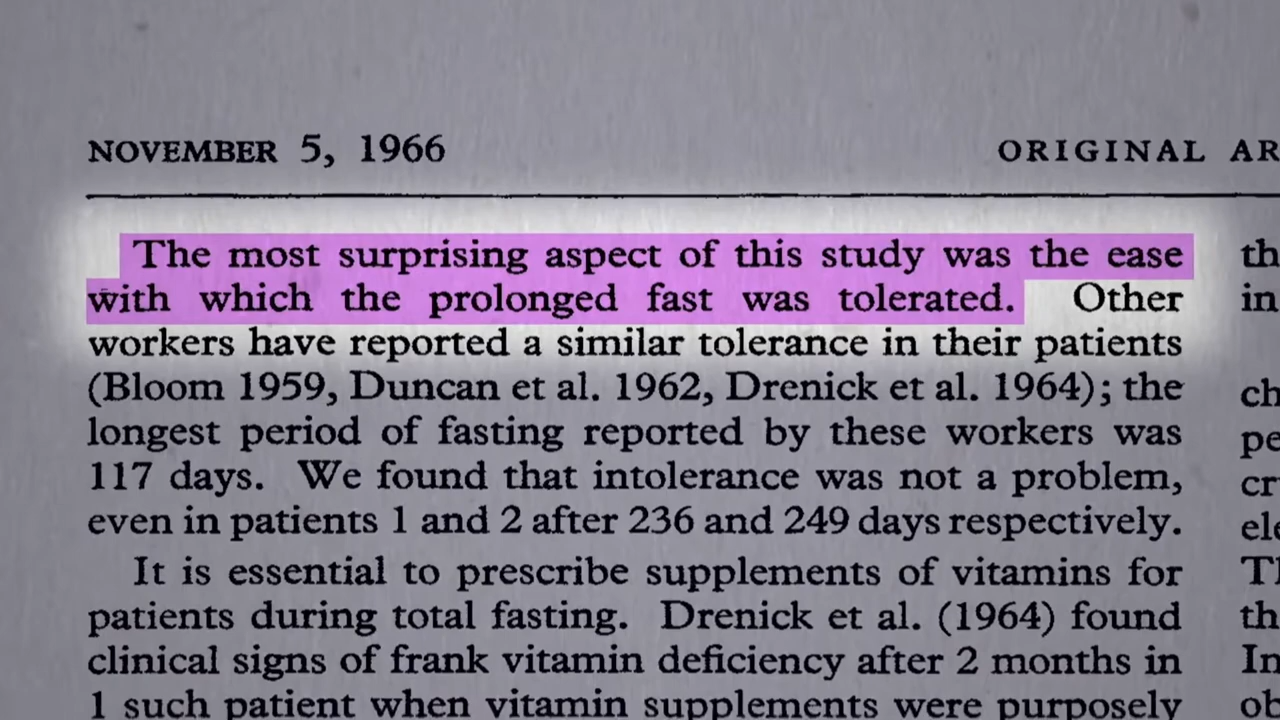 NOVEMBER 5, 1966
ORIGINAL
The most surprising aspect of this study was the ease
with which the prolonged fast was tolerated. Other
workers have reported a similar tolerance in their patients
(Bloom 1959, Duncan et al. 1962, Drenick et al. 1964); the
longest period of fasting reported by these workers was
117 days. We found that intolerance was not a problem,
even in patients 1 and 2 after 236 and 249 days respectively.
It is essential to prescribe supplements of vitamins for
patients during total fasting. Drenick et al. (1964) found
clinical signs of frank vitamin deficiency after 2 months in
1 such patient when vitamin supplements were purposely